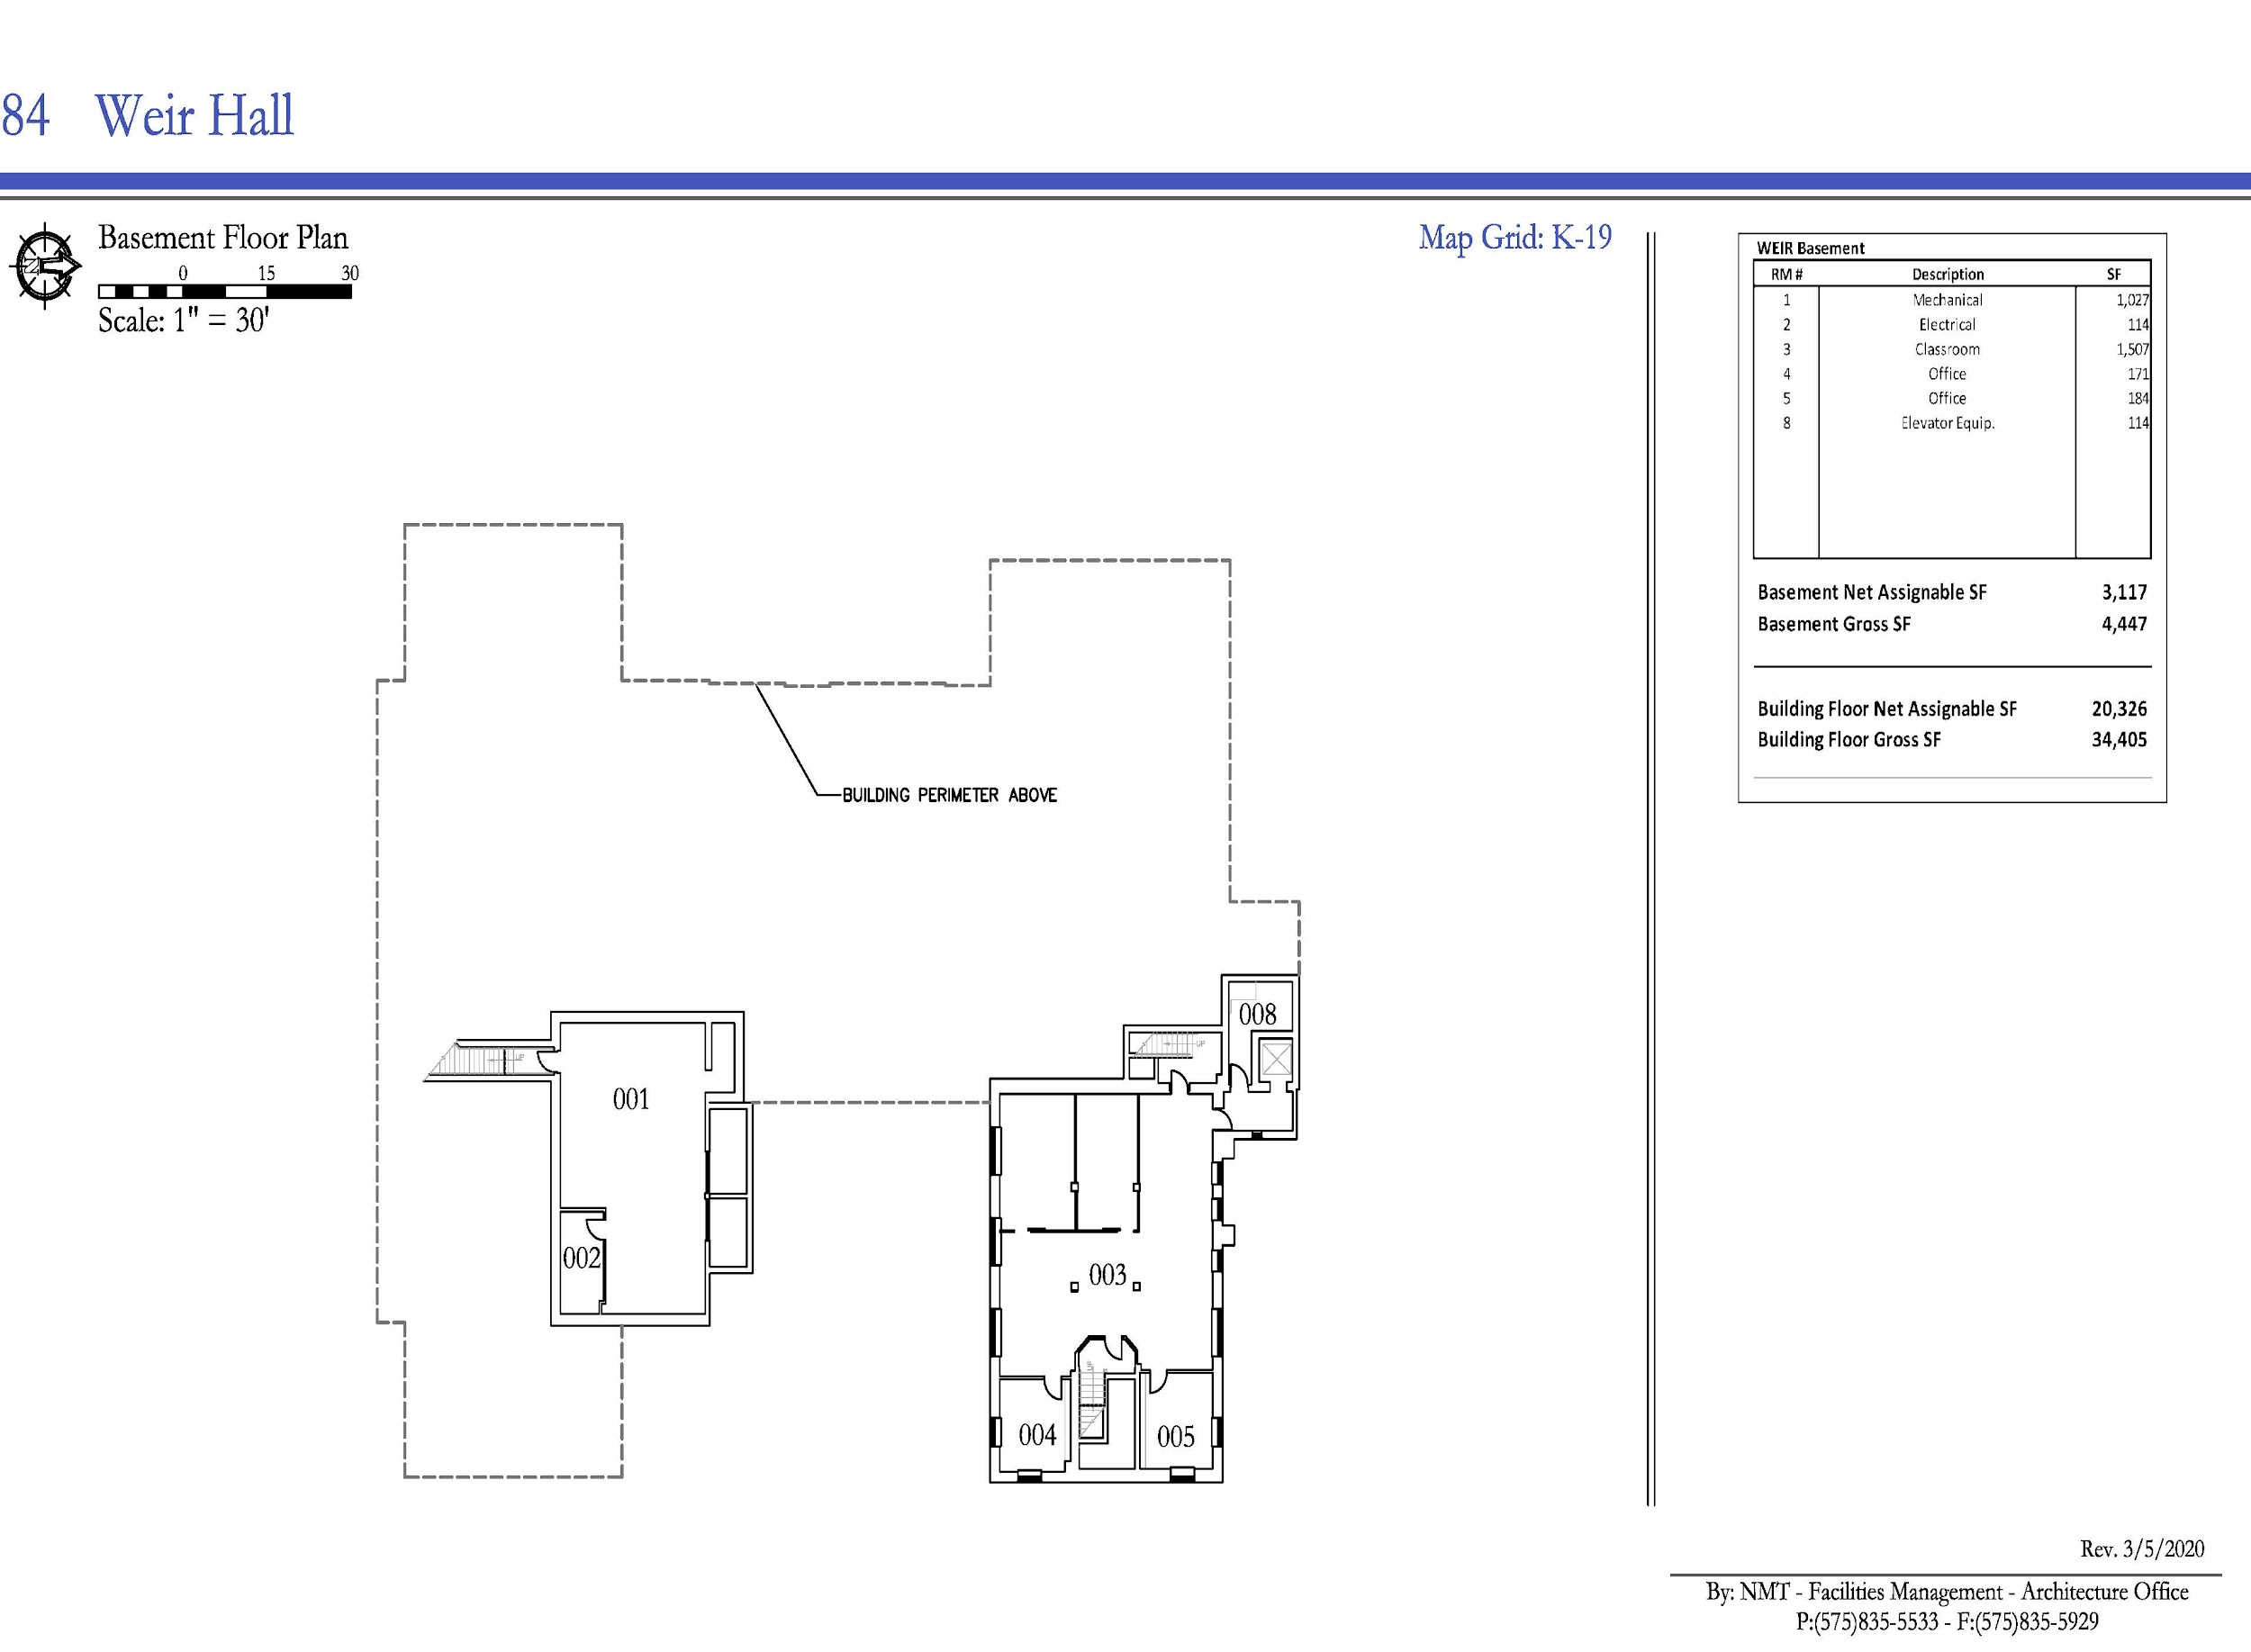 84 Weir Hall
N
Basement Floor Plan
0 15 30
Scale: 1" = 30'
Map Grid: K-19
WEIR Basement
RM # Description SF
1 Mechanical 1,027
2 Electrical 114
3 Classroom 1,507
4 Office 171
5 Office 184
8 Elevator Equip. 114
Basement Net Assignable SF 3,117
Basement Gross SF 4,447
Building Floor Net Assignable SF 20,326
Building Floor Gross SF 34,405
BUILDING PERIMETER ABOVE
008
UP
UP
001
002
003
UP
004
005
Rev. 3/5/2020
By: NMT - Facilities Management - Architecture Office
P:(575)835-5533 - F:(575)835-5929